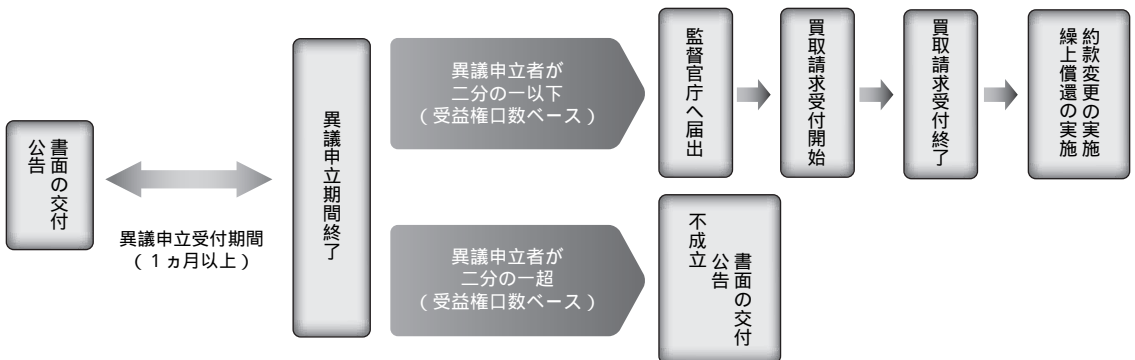 書面の交付
公告
異議申立受付期間
(1ヵ月以上)
異議申立期間終了
異議申立者が
二分の一以下
(受益権口数ベース)
監督官庁へ届出
買取請求受付開始
買取請求受付終了
約款変更の実施
繰上償還の実施
異議申立者が
二分の一超
(受益権口数ベース)
書面の交付
公告
不成立